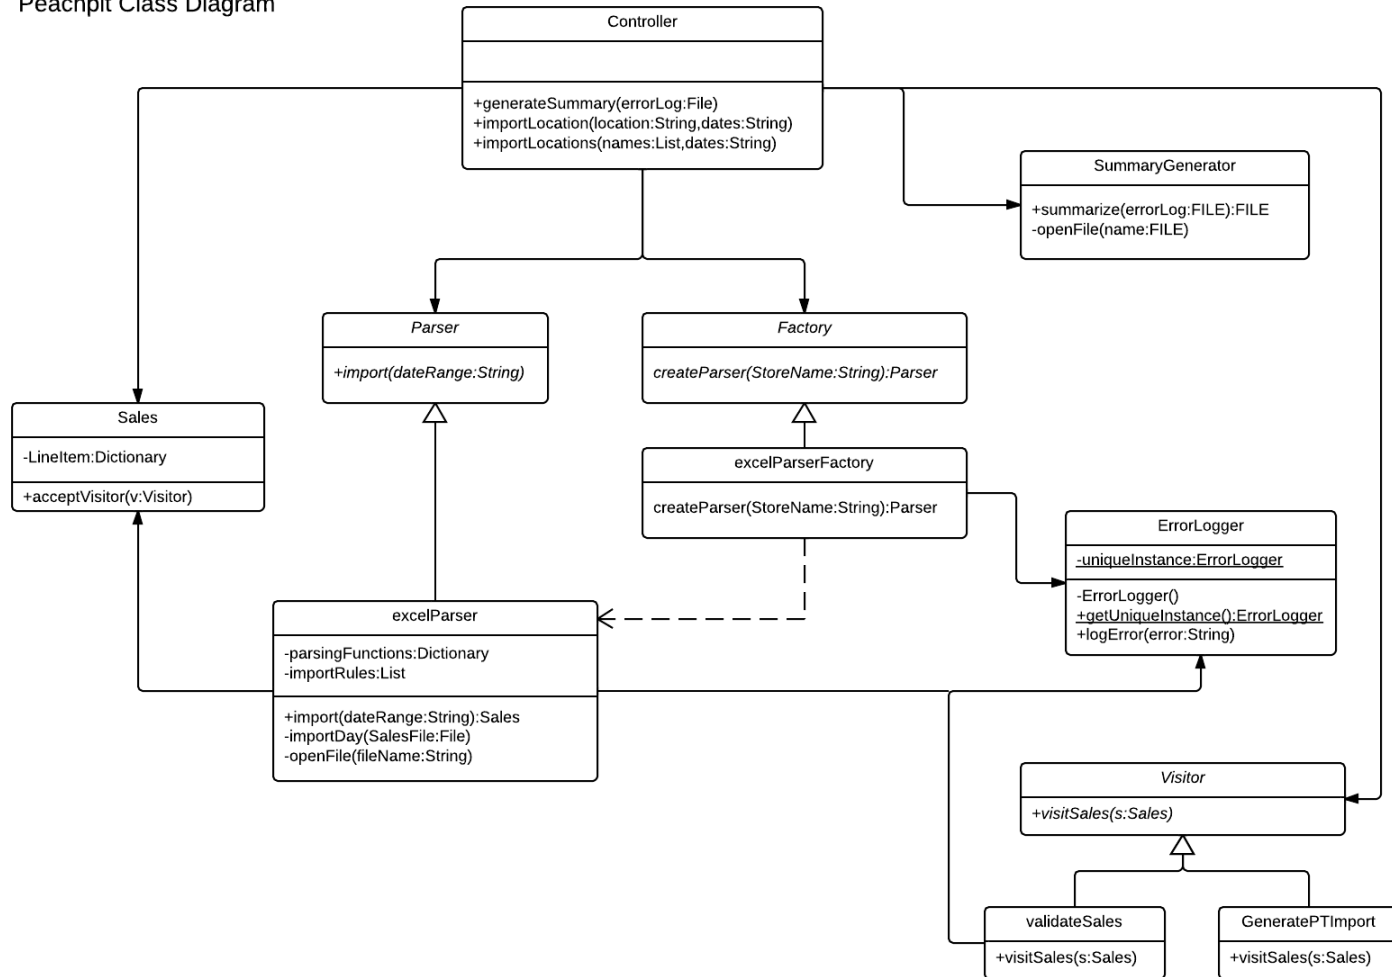 Peachpit Class Diagram
Controller
+generateSummary(errorLog:File)
+importLocation(location:String,dates:String)
+importLocations(names:List,dates:String)
SummaryGenerator
+summarize(errorLog:FILE):FILE
-openFile(name:FILE)
Parser
+import(dateRange:String)
Factory
createParser(StoreName:String):Parser
Sales
-LineItem:Dictionary
+acceptVisitor(v:Visitor)
excelParserFactory
createParser(StoreName:String):Parser
ErrorLogger
-uniqueInstance:ErrorLogger
-ErrorLogger()
+getUniqueInstance():ErrorLogger
+logError(error:String)
excelParser
-parsingFunctions:Dictionary
-importRules:List
+import(dateRange:String):Sales
-importDay(SalesFile:File)
-openFile(fileName:String)
Visitor
+visitSales(s:Sales)
validateSales
+visitSales(s:Sales)
GeneratePTImport
+visitSales(s:Sales)